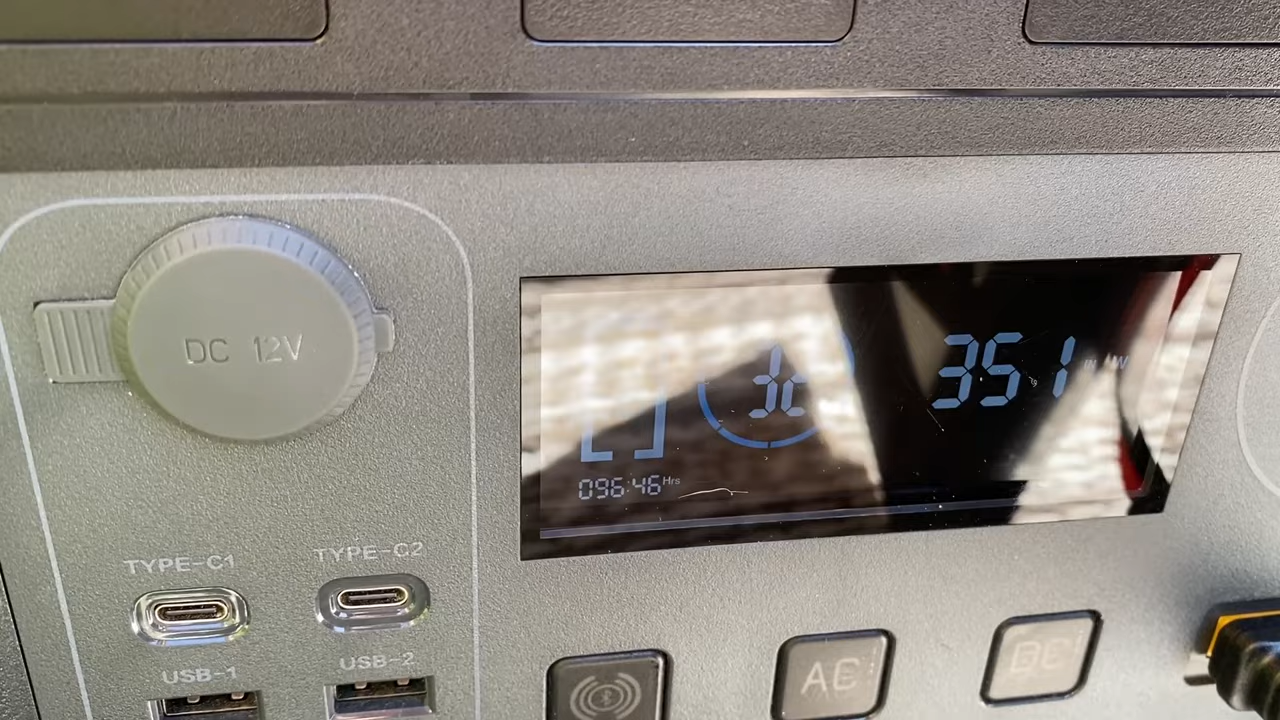 DC 12V
351
096:46 Hrs
TYPE-C1 TYPE-C2
USB-1 USB-2
AC
DC